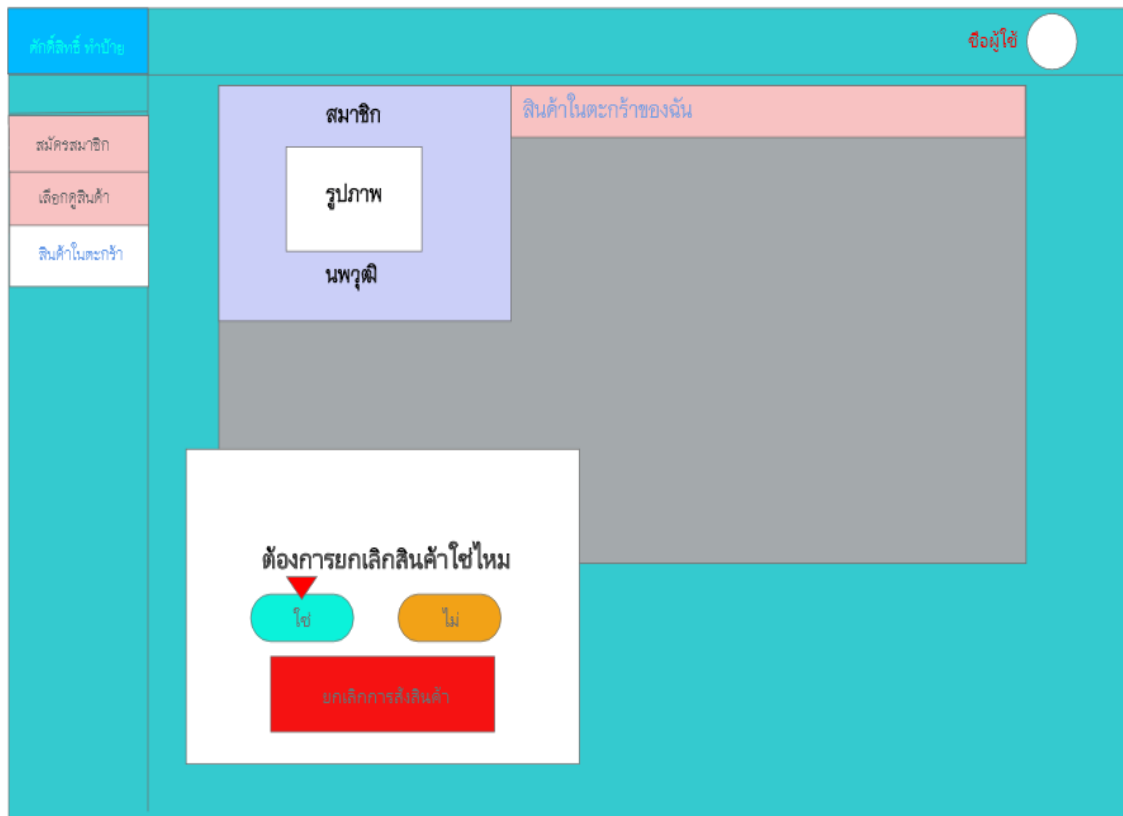 ศักดิ์สิทธิ์ ทำป้าย
ชื่อผู้ใช้
สมัครสมาชิก
เลือกดูสินค้า
สินค้าในตะกร้า
สมาชิก
รูปภาพ
นพวุฒิ
สินค้าในตะกร้าของฉัน
ต้องการยกเลิกสินค้าใช่ไหม
ใช่
ไม่
ยกเลิกการสั่งสินค้า